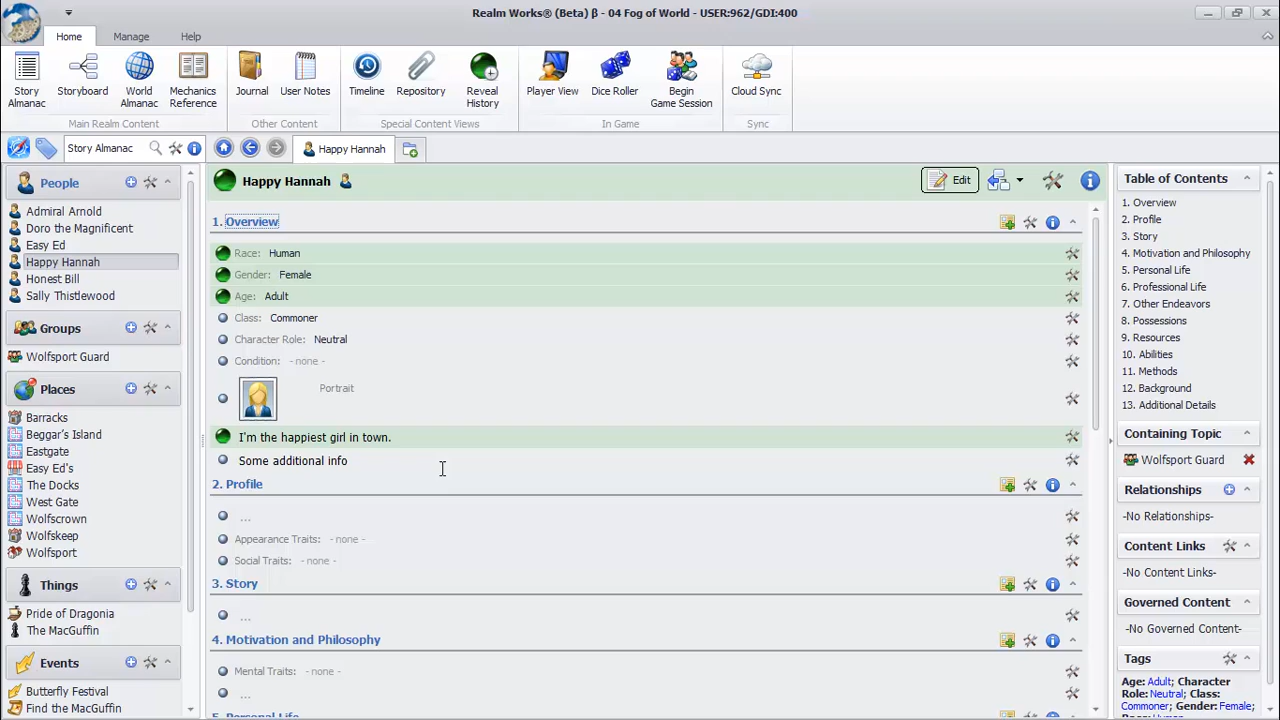 Realm Works® (Beta) β - 04 Fog of World - USER:962/GDI:400
Home Manage Help
Story Almanac
Storyboard
World Almanac
Mechanics Reference
Journal
User Notes
Timeline
Repository
Reveal History
Player View
Dice Roller
Begin Game Session
Cloud Sync
Main Realm Content
Other Content
Special Content Views
In Game
Sync
Story Almanac
Happy Hannah
People
Admiral Arnold
Doro the Magnificent
Easy Ed
Happy Hannah
Honest Bill
Sally Thistlewood
Groups
Wolfsport Guard
Places
Barracks
Beggar's Island
Eastgate
Easy Ed's
The Docks
West Gate
Wolfscrown
Wolfskeep
Wolfsport
Things
Pride of Dragonia
The MacGuffin
Events
Butterfly Festival
Find the MacGuffin
Happy Hannah
Edit
1. Overview
Race: Human
Gender: Female
Age: Adult
Class: Commoner
Character Role: Neutral
Condition: - none -
Portrait
I'm the happiest girl in town.
Some additional info
2. Profile
...
Appearance Traits: - none -
Social Traits: - none -
3. Story
...
4. Motivation and Philosophy
Mental Traits: - none -
...
5. Personal Life
Table of Contents
1. Overview
2. Profile
3. Story
4. Motivation and Philosophy
5. Personal Life
6. Professional Life
7. Other Endeavors
8. Possessions
9. Resources
10. Abilities
11. Methods
12. Background
13. Additional Details
Containing Topic
Wolfsport Guard
Relationships
-No Relationships-
Content Links
-No Content Links-
Governed Content
-No Governed Content-
Tags
Age: Adult; Character
Role: Neutral; Class:
Commoner; Gender: Female;